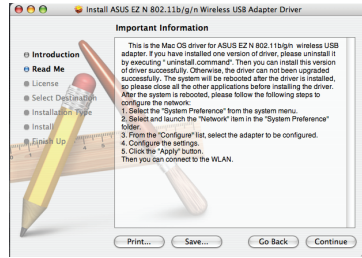 Install ASUS EZ N 802.11b/g/n Wireless USB Adapter Driver
Important Information
Introduction
Read Me
License
Select Destination
Installation Type
Install
Finish Up
This is the Mac OS driver for ASUS EZ N 802.11b/g/n wireless USB
adapter. If you have installed one version of driver, please uninstall it
by executing " uninstall.command". Then you can install this version
of driver successfully. Otherwise, the driver can not been upgraded
successfully. The system will be rebooted after the driver is installed,
so please close all the other applications before installing the driver.
After the system is rebooted, please follow the following steps to
configure the network:
1. Select the "System Preference" from the system menu.
2. Select and launch the "Network" item in the "System Preference"
folder.
3. From the "Configure" list, select the adapter to be configured.
4. Configure the settings.
5. Click the "Apply" button.
Then you can connect to the WLAN.
Print...
Save...
Go Back
Continue